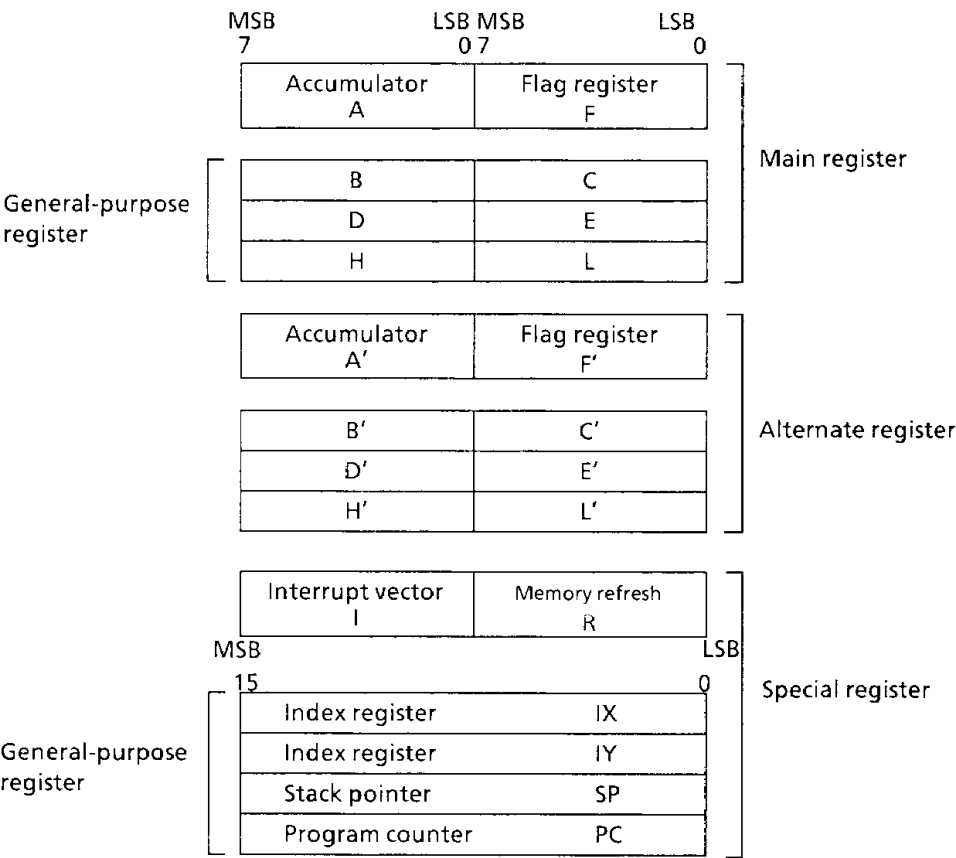 MSB LSB MSB LSB
7 0 7 0
Accumulator Flag register
A F
Main register
B C
General-purpose
register
D E
H L
Accumulator Flag register
A′ F′
B′ C′
Alternate register
D′ E′
H′ L′
Interrupt vector Memory refresh
I R
MSB LSB
15 0
Special register
Index register IX
General-purpose
register
Index register IY
Stack pointer SP
Program counter PC